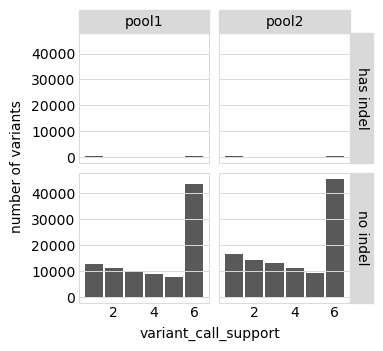 pool1 pool2
number of variants
40000
30000
20000
10000
0
has indel
40000
30000
20000
10000
0
no indel
2 4 6 2 4 6
variant_call_support